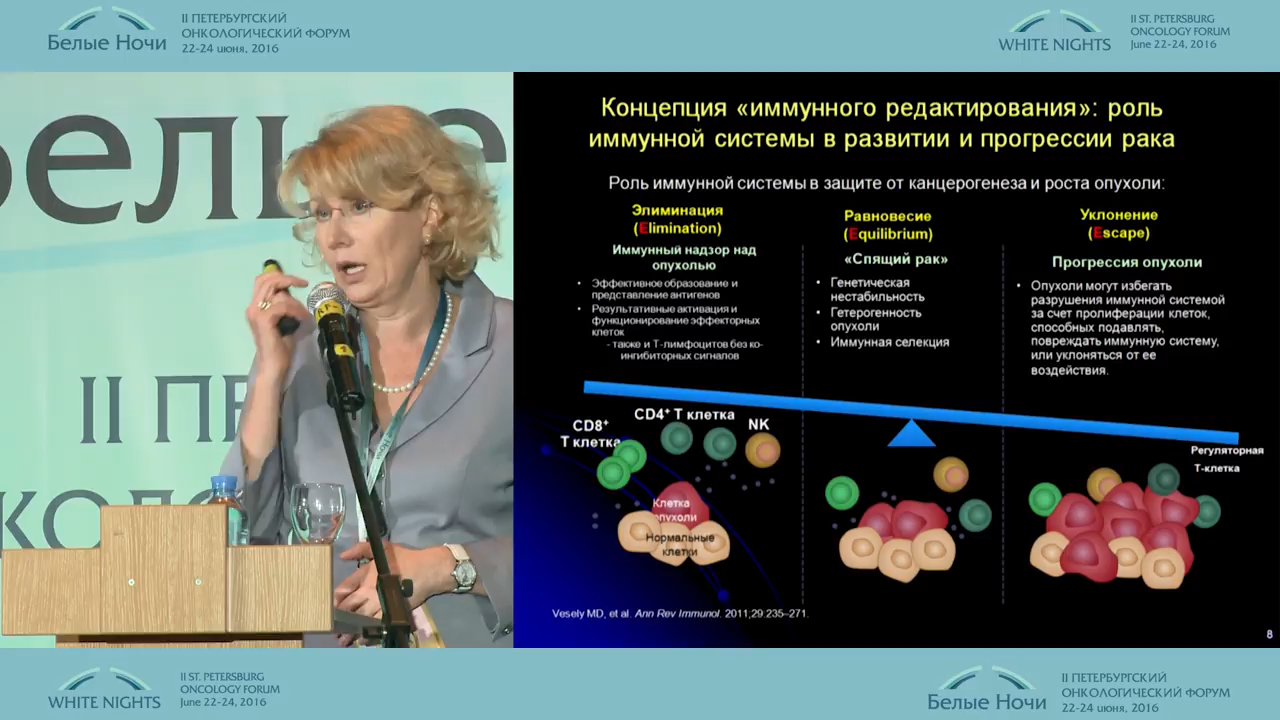 II ПЕТЕРБУРГСКИЙ
ОНКОЛОГИЧЕСКИЙ ФОРУМ
22-24 июня, 2016
Белые Ночи
II ST. PETERSBURG
ONCOLOGY FORUM
June 22-24, 2016
WHITE NIGHTS
бел
е
II ПЕ
КОЛО
Концепция «иммунного редактирования»: роль
иммунной системы в развитии и прогрессии рака
Роль иммунной системы в защите от канцерогенеза и роста опухоли:
Элиминация
(Elimination)
Иммунный надзор над
опухолью
• Эффективное образование и
представление антигенов
• Результативные активация и
функционирование эффекторных
клеток
- также и Т-лимфоцитов без ко-
ингибиторных сигналов
Равновесие
(Equilibrium)
«Спящий рак»
• Генетическая
нестабильность
• Гетерогенность
опухоли
• Иммунная селекция
Уклонение
(Escape)
Прогрессия опухоли
• Опухоли могут избегать
разрушения иммунной системой
за счет пролиферации клеток,
способных подавлять,
повреждать иммунную систему,
или уклоняться от ее
воздействия.
CD8+
Т клетка
CD4+ Т клетка
NK
Регуляторная
Т-клетка
Клетка
опухоли
Нормальные
клетки
Vesely MD, et al. Ann Rev Immunol. 2011;29:235–271.
8
WHITE NIGHTS
II ST. PETERSBURG
ONCOLOGY FORUM
June 22-24, 2016
Белые Ночи
II ПЕТЕРБУРГСКИЙ
ОНКОЛОГИЧЕСКИЙ ФОРУМ
22-24 июня, 2016